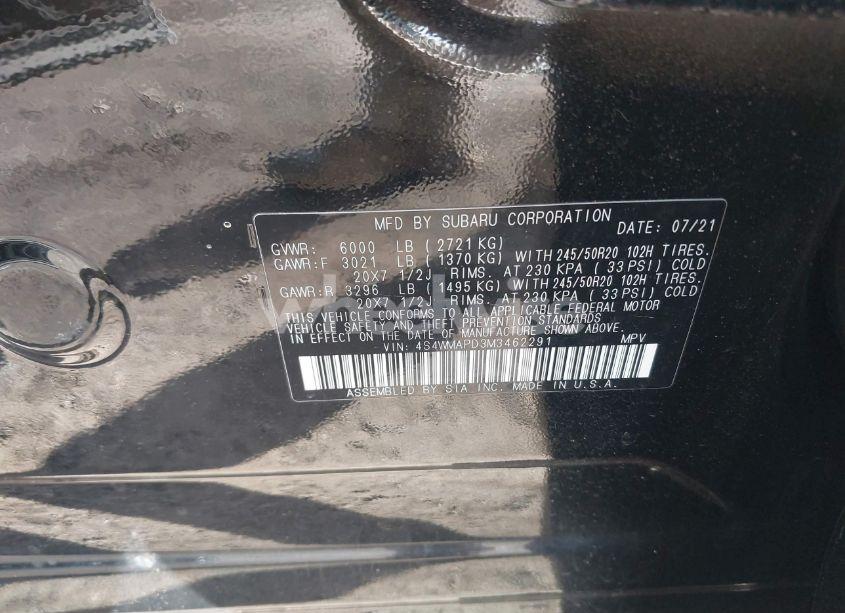 MFD BY SUBARU CORPORATION DATE: 07/21
GVWR: 6000 LB ( 2721 KG)
GAWR:F 3021 LB ( 1370 KG) WITH 245/50R20 102H TIRES.
20X7 1/2J RIMS. AT 230 KPA ( 33 PSI) COLD
GAWR:R 3296 LB ( 1495 KG) WITH 245/50R20 102H TIRES.
20X7 1/2J RIMS. AT 230 KPA ( 33 PSI) COLD
THIS VEHICLE CONFORMS TO ALL APPLICABLE FEDERAL MOTOR
VEHICLE SAFETY AND THEFT PREVENTION STANDARDS
IN EFFECT ON THE DATE OF MANUFACTURE SHOWN ABOVE.
VIN: 4S4WMAPD3M3462291 MPV
ASSEMBLED BY SIA INC. MADE IN U.S.A.